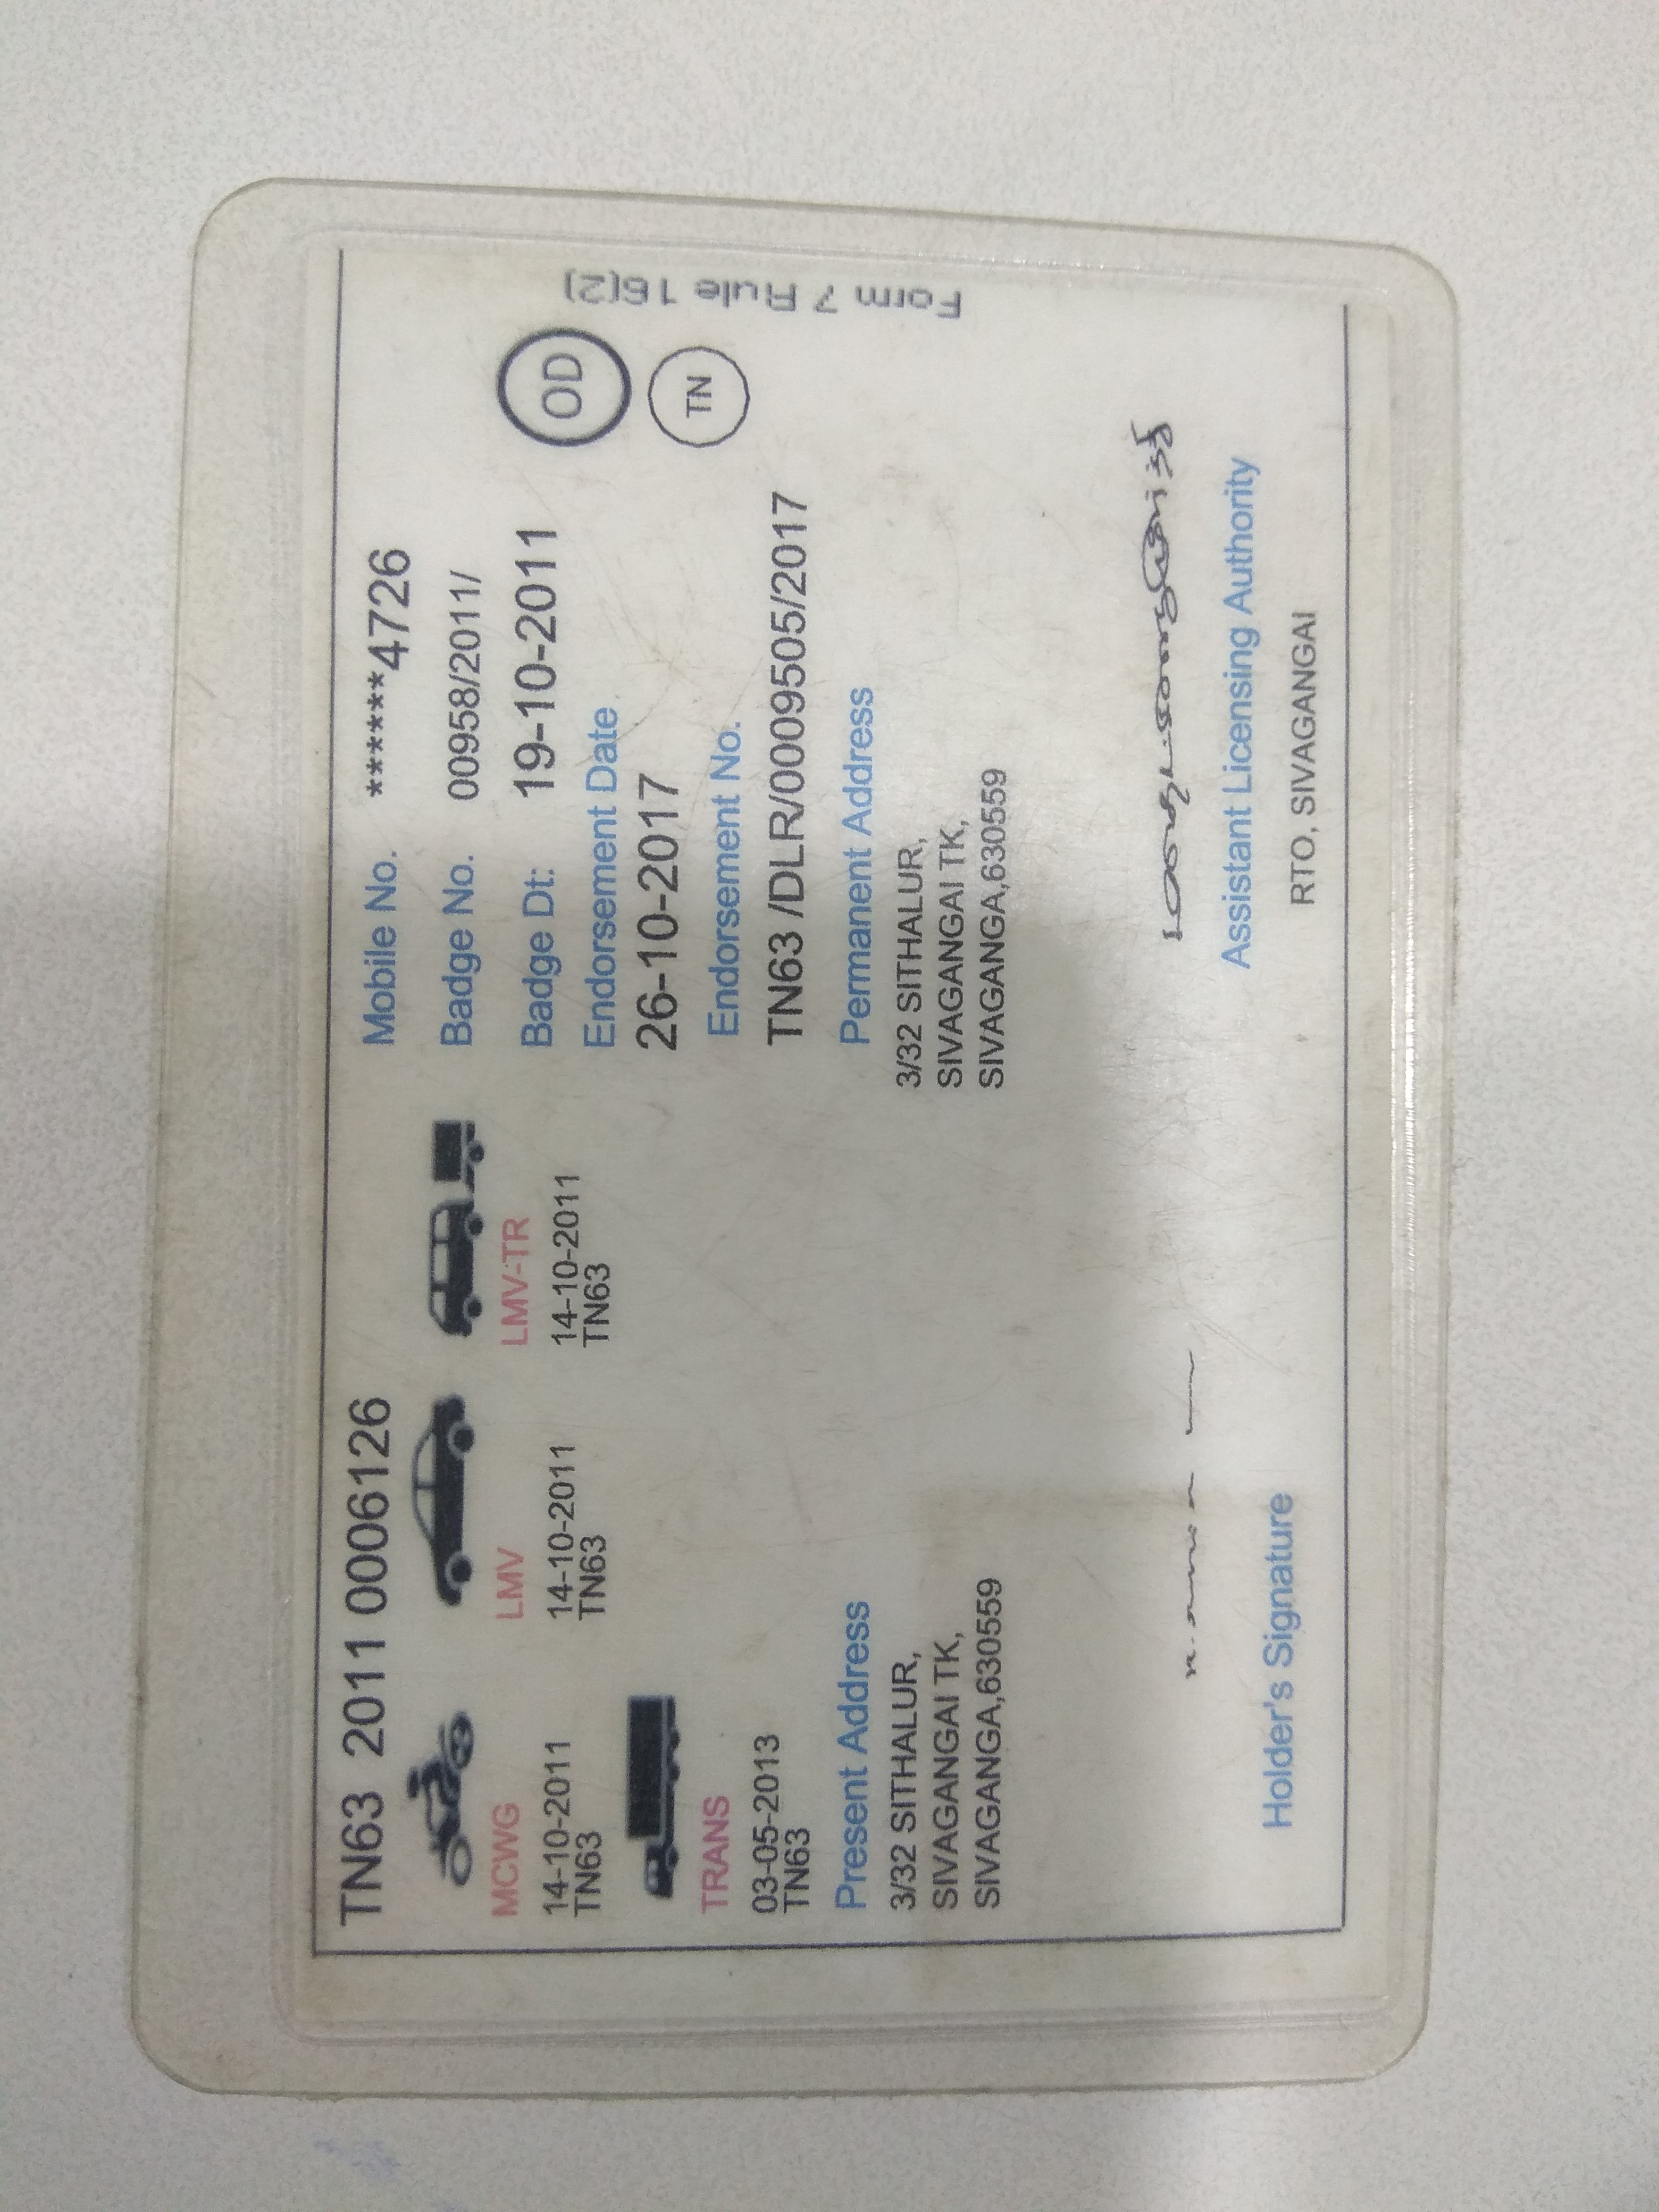 TN63 2011 0006126
MCWG
14-10-2011
TN63
LMV
14-10-2011
TN63
LMV-TR
14-10-2011
TN63
TRANS
03-05-2013
TN63
Mobile No. ******4726
Badge No. 00958/2011/
Badge Dt: 19-10-2011
Endorsement Date
26-10-2017
Endorsement No.
TN63 /DLR/0009505/2017
OD
TN
Form 7 Rule 16(2)
Present Address
3/32 SITHALUR,
SIVAGANGAI TK,
SIVAGANGA,630559
Permanent Address
3/32 SITHALUR,
SIVAGANGAI TK,
SIVAGANGA,630559
Holder's Signature
Assistant Licensing Authority
RTO, SIVAGANGAI